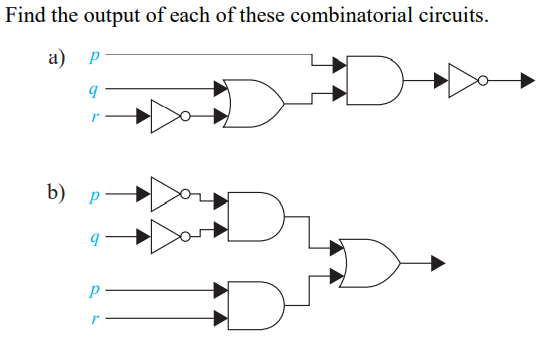 Find the output of each of these combinatorial circuits.
a) p
q
r
b) p
q
p
r